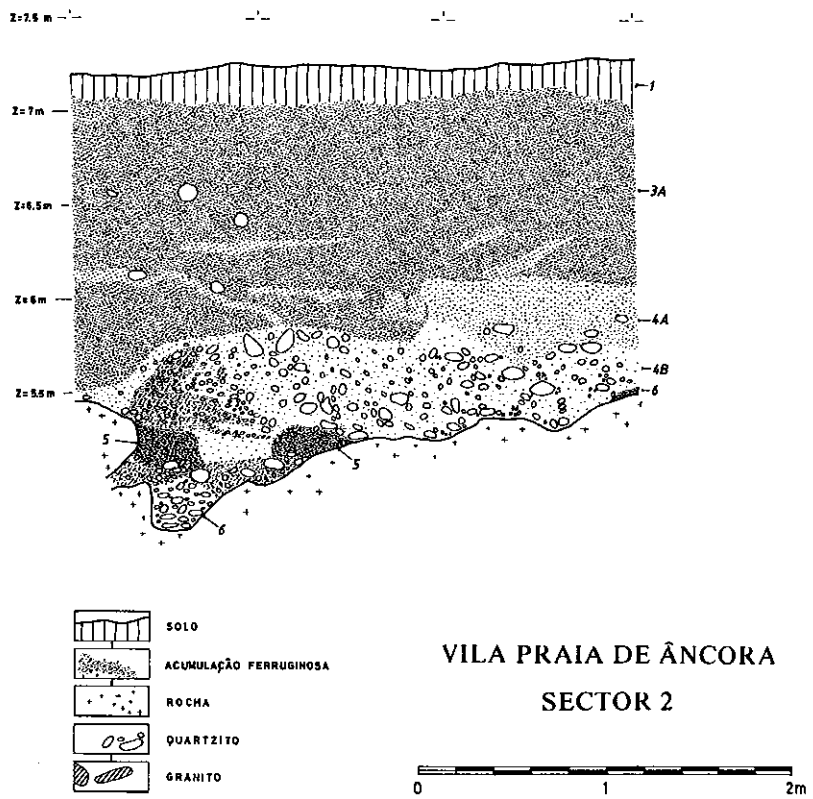 Z=7.5 m
1
Z=7m
3A
Z=6.5m
Z=6m
4A
4B
Z=5.5m
6
5
5
6
SOLO
ACUMULAÇÃO FERRUGINOSA
ROCHA
QUARTZITO
GRANITO
VILA PRAIA DE ÂNCORA
SECTOR 2
0 1 2m